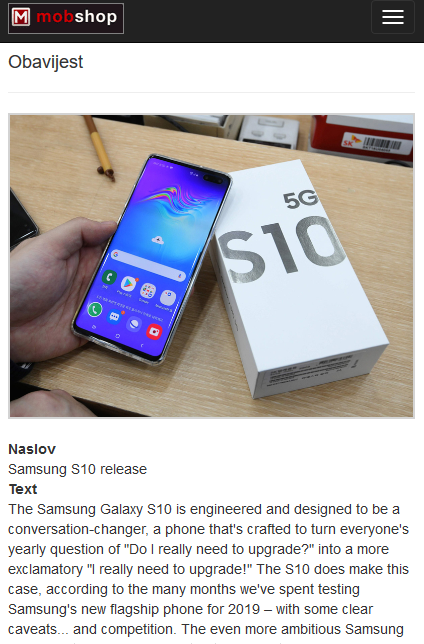 M mobshop
Obavijest
5G
S10
SK
Naslov
Samsung S10 release
Text
The Samsung Galaxy S10 is engineered and designed to be a
conversation-changer, a phone that's crafted to turn everyone's
yearly question of "Do I really need to upgrade?" into a more
exclamatory "I really need to upgrade!" The S10 does make this
case, according to the many months we've spent testing
Samsung's new flagship phone for 2019 – with some clear
caveats... and competition. The even more ambitious Samsung